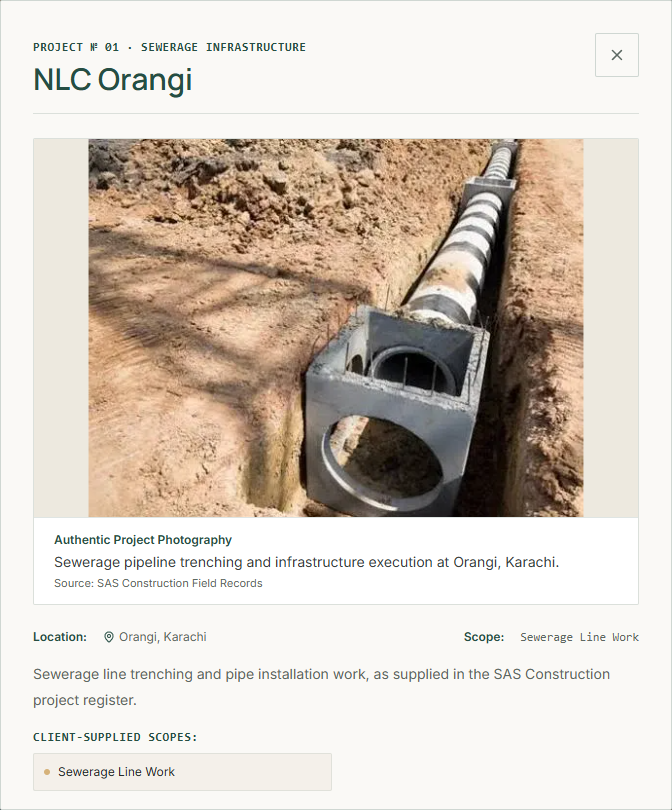 PROJECT № 01 · SEWERAGE INFRASTRUCTURE
NLC Orangi
Authentic Project Photography
Sewerage pipeline trenching and infrastructure execution at Orangi, Karachi.
Source: SAS Construction Field Records
Location: Orangi, Karachi
Scope: Sewerage Line Work
Sewerage line trenching and pipe installation work, as supplied in the SAS Construction
project register.
CLIENT-SUPPLIED SCOPES:
Sewerage Line Work